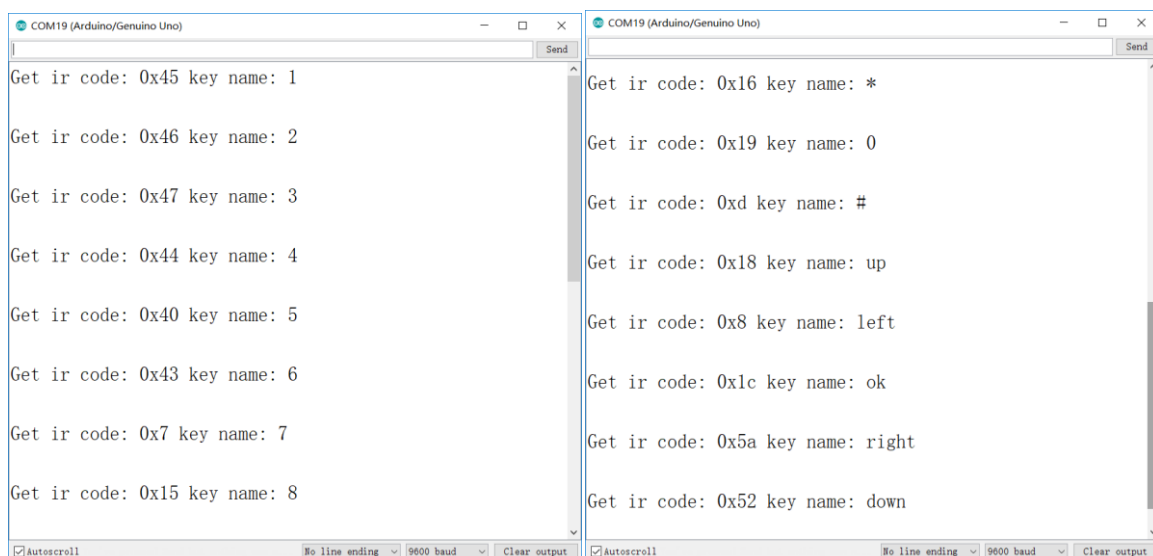 COM19 (Arduino/Genuino Uno)
Send
Get ir code: 0x45 key name: 1
Get ir code: 0x46 key name: 2
Get ir code: 0x47 key name: 3
Get ir code: 0x44 key name: 4
Get ir code: 0x40 key name: 5
Get ir code: 0x43 key name: 6
Get ir code: 0x7 key name: 7
Get ir code: 0x15 key name: 8
Autoscroll
No line ending
9600 baud
Clear output
COM19 (Arduino/Genuino Uno)
Send
Get ir code: 0x16 key name: *
Get ir code: 0x19 key name: 0
Get ir code: 0xd key name: #
Get ir code: 0x18 key name: up
Get ir code: 0x8 key name: left
Get ir code: 0x1c key name: ok
Get ir code: 0x5a key name: right
Get ir code: 0x52 key name: down
Autoscroll
No line ending
9600 baud
Clear output